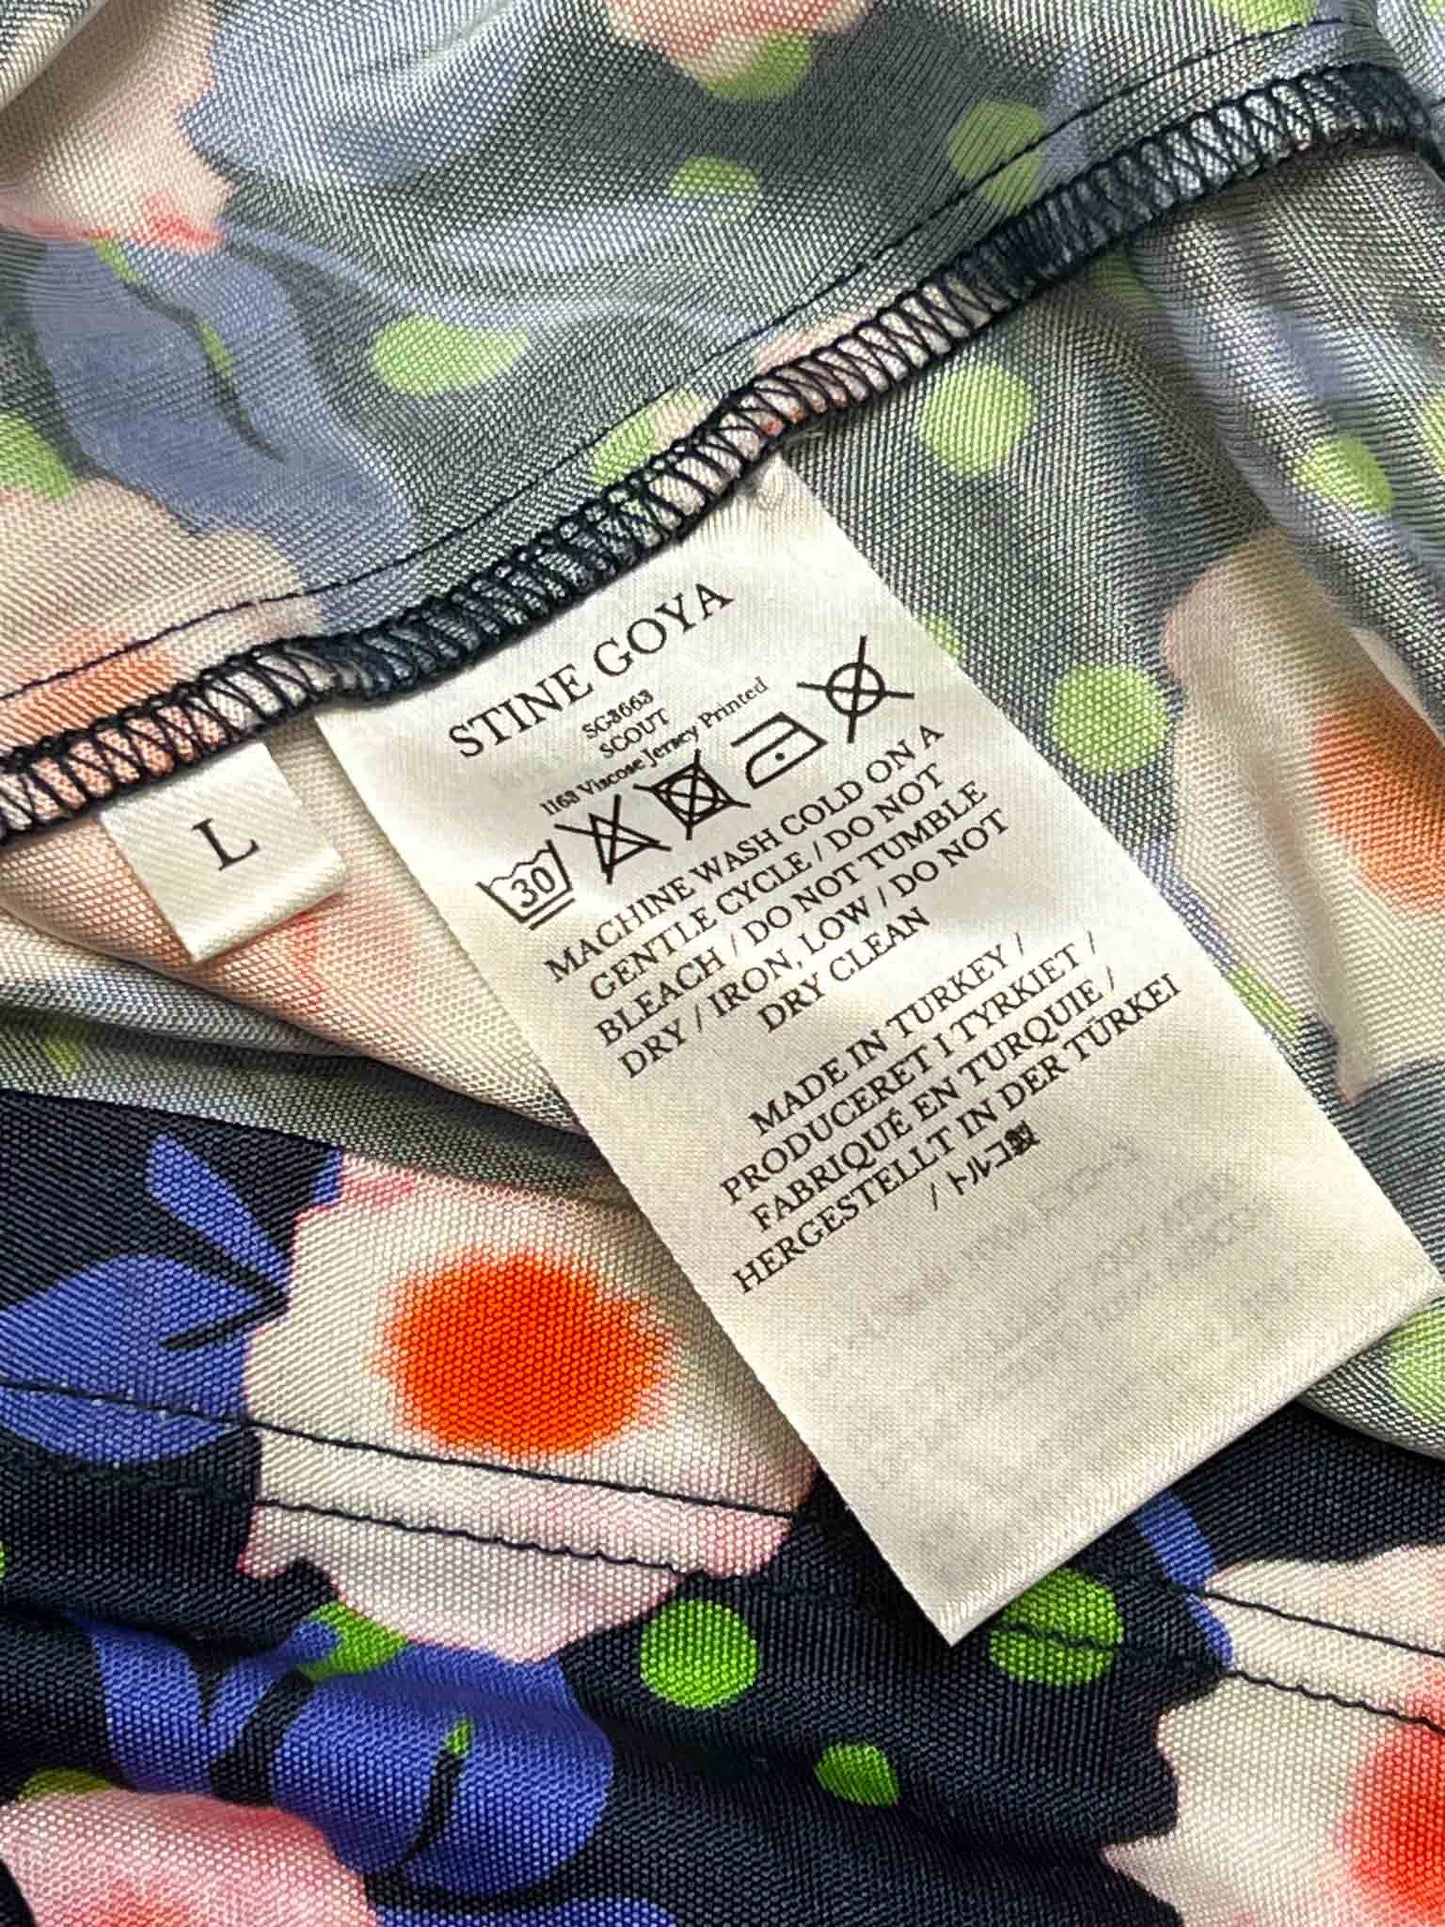 STINE GOYA
SG3663
SCOUT
1163 Viscose Jersey Printed
30
MACHINE WASH COLD ON A
GENTLE CYCLE / DO NOT
BLEACH / DO NOT TUMBLE
DRY / IRON, LOW / DO NOT
DRY CLEAN
MADE IN TURKEY /
PRODUCERET I TYRKIET /
FABRIQUÉ EN TURQUIE /
HERGESTELLT IN DER TÜRKEI
/ トルコ製
L